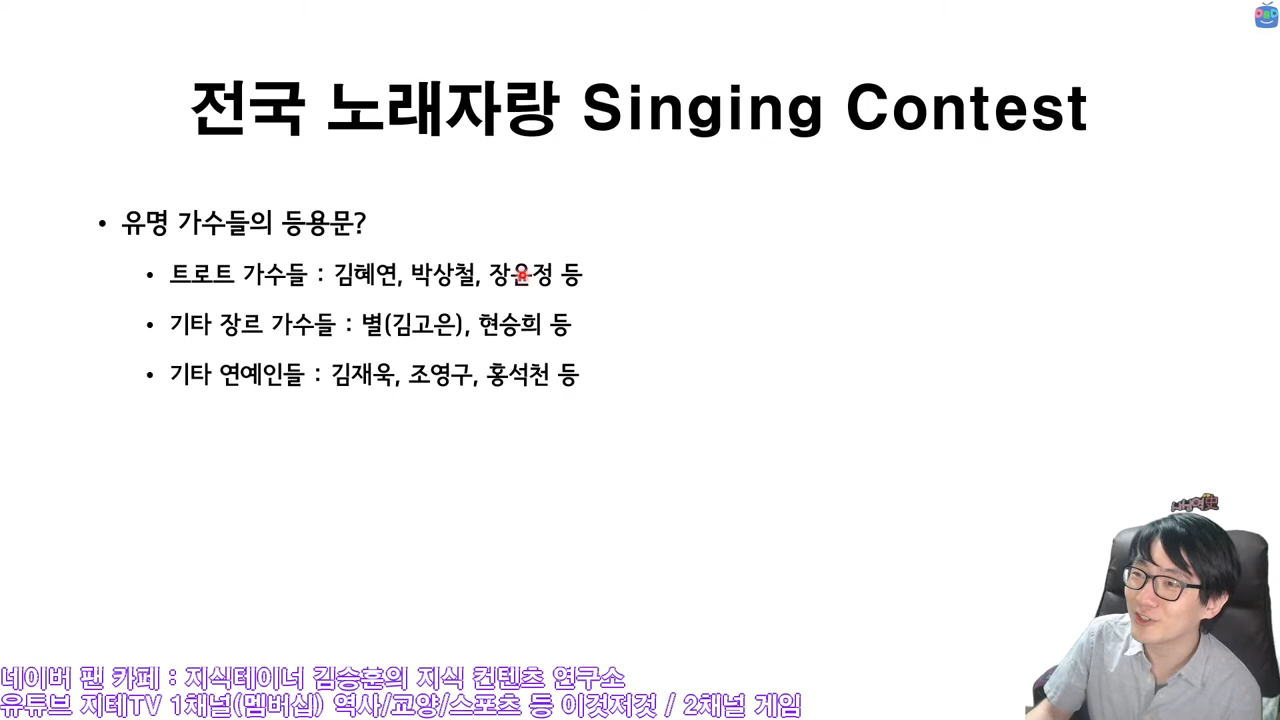 전국 노래자랑 Singing Contest
• 유명 가수들의 등용문?
• 트로트 가수들 : 김혜연, 박상철, 장윤정 등
• 기타 장르 가수들 : 별(김고은), 현승희 등
• 기타 연예인들 : 김재욱, 조영구, 홍석천 등
네이버 팬 카페 : 지식테이너 김승훈의 지식 컨텐츠 연구소
유튜브 지테TV 1채널(멤버십) 역사/교양/스포츠 등 이것저것 / 2채널 게임